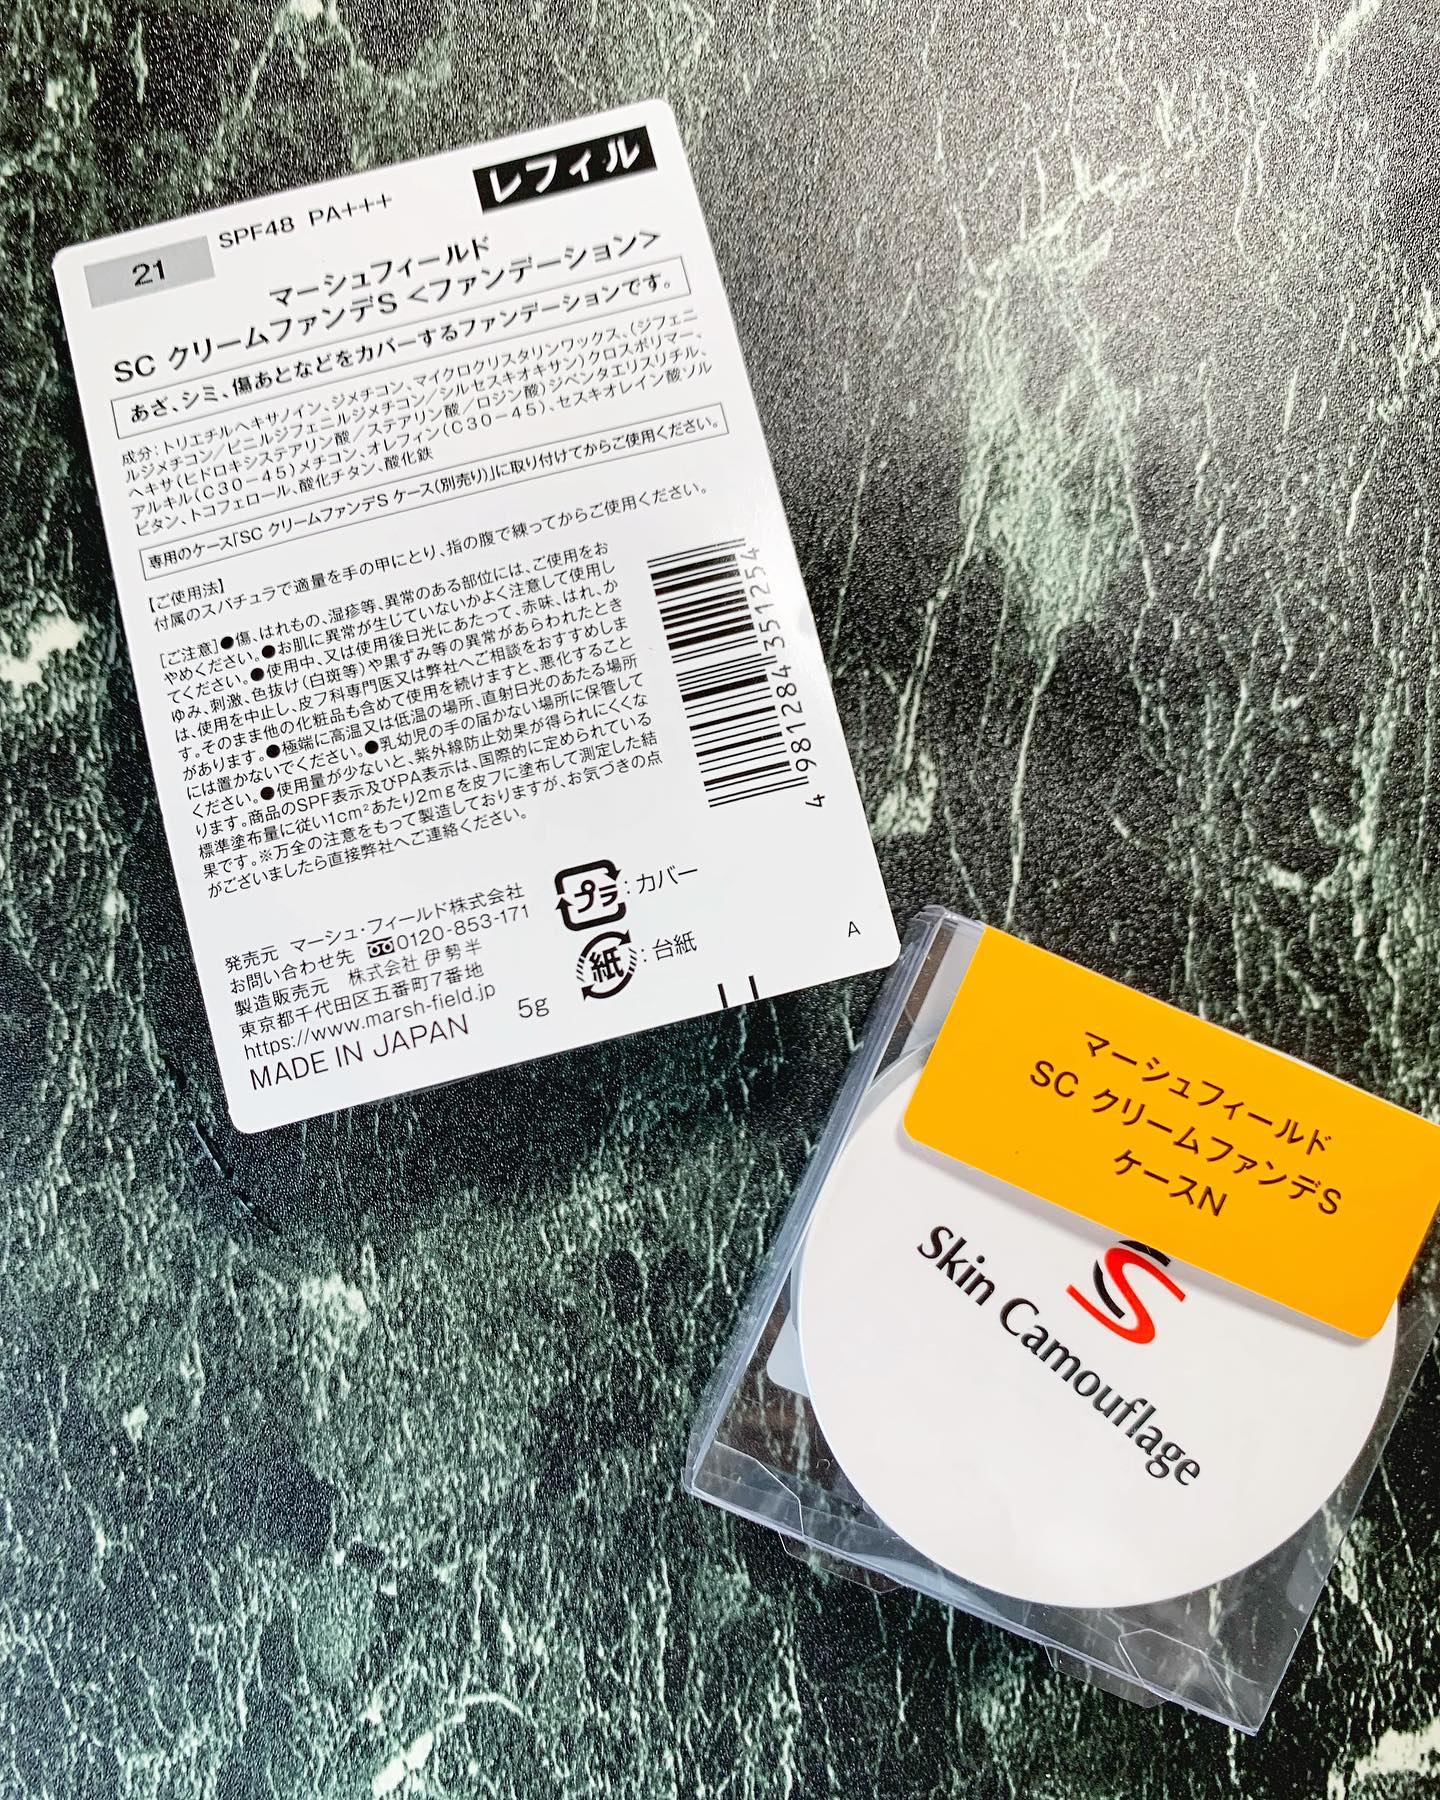 レフィル
21
SPF48 PA+++
マーシュフィールド
SC クリームファンデS <ファンデーション>
あざ、シミ、傷あとなどをカバーするファンデーションです。
成分:トリエチルヘキサノイン、ジメチコン、マイクロクリスタリンワックス、(ジフェニ
ルジメチコン/ビニルジフェニルジメチコン/シルセスキオキサン)クロスポリマー、
ヘキサ(ヒドロキシステアリン酸/ステアリン酸/ロジン酸)ジペンタエリスリチル、
アルキル(C30-45)メチコン、オレフィン(C30-45)、セスキオレイン酸ソル
ビタン、トコフェロール、酸化チタン、酸化鉄
専用のケース「SC クリームファンデS ケース(別売り)」に取り付けてからご使用ください。
【ご使用法】
付属のスパチュラで適量を手の甲にとり、指の腹で練ってからご使用ください。
[ご注意]●傷、はれもの、湿疹等、異常のある部位には、ご使用をお
やめください。●お肌に異常が生じていないかよく注意して使用し
てください。●使用中、又は使用後日光にあたって、赤味、はれ、か
ゆみ、刺激、色抜け(白斑等)や黒ずみ等の異常があらわれたとき
は、使用を中止し、皮フ科専門医又は弊社へご相談をおすすめしま
す。そのまま他の化粧品も含めて使用を続けますと、悪化すること
があります。●極端に高温又は低温の場所、直射日光のあたる場所
には置かないでください。●乳幼児の手の届かない場所に保管して
ください。●使用量が少ないと、紫外線防止効果が得られにくくな
ります。商品のSPF表示及びPA表示は、国際的に定められている
標準塗布量に従い1cm²あたり2mgを皮フに塗布して測定した結
果です。※万全の注意をもって製造しておりますが、お気づきの点
がございましたら直接弊社へご連絡ください。
4981284351254
4
発売元 マーシュ・フィールド株式会社
お問い合わせ先 0120-853-171
製造販売元 株式会社 伊勢半
東京都千代田区五番町7番地
https://www.marsh-field.jp
MADE IN JAPAN 5g
プラ:カバー
紙:台紙
A
マーシュフィールド
SC クリームファンデS
ケースN
S
Skin Camouflage